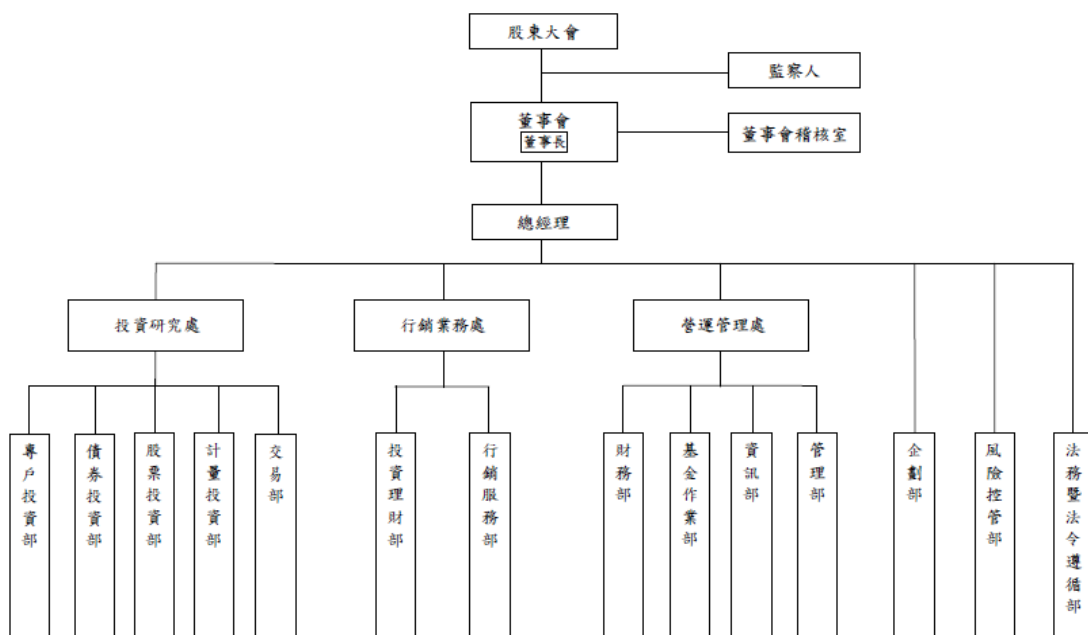 股東大會
監察人
董事會
董事長
董事會稽核室
總經理
投資研究處
行銷業務處
營運管理處
專戶投資部
債券投資部
股票投資部
計量投資部
交易部
投資理財部
行銷服務部
財務部
基金作業部
資訊部
管理部
企劃部
風險控管部
法務暨法令遵循部